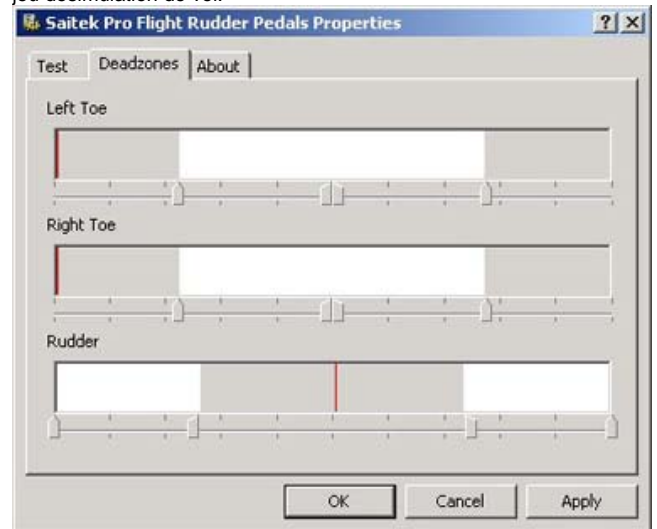 Saitek Pro Flight Rudder Pedals Properties
Test Deadzones About
Left Toe
Right Toe
Rudder
OK Cancel Apply